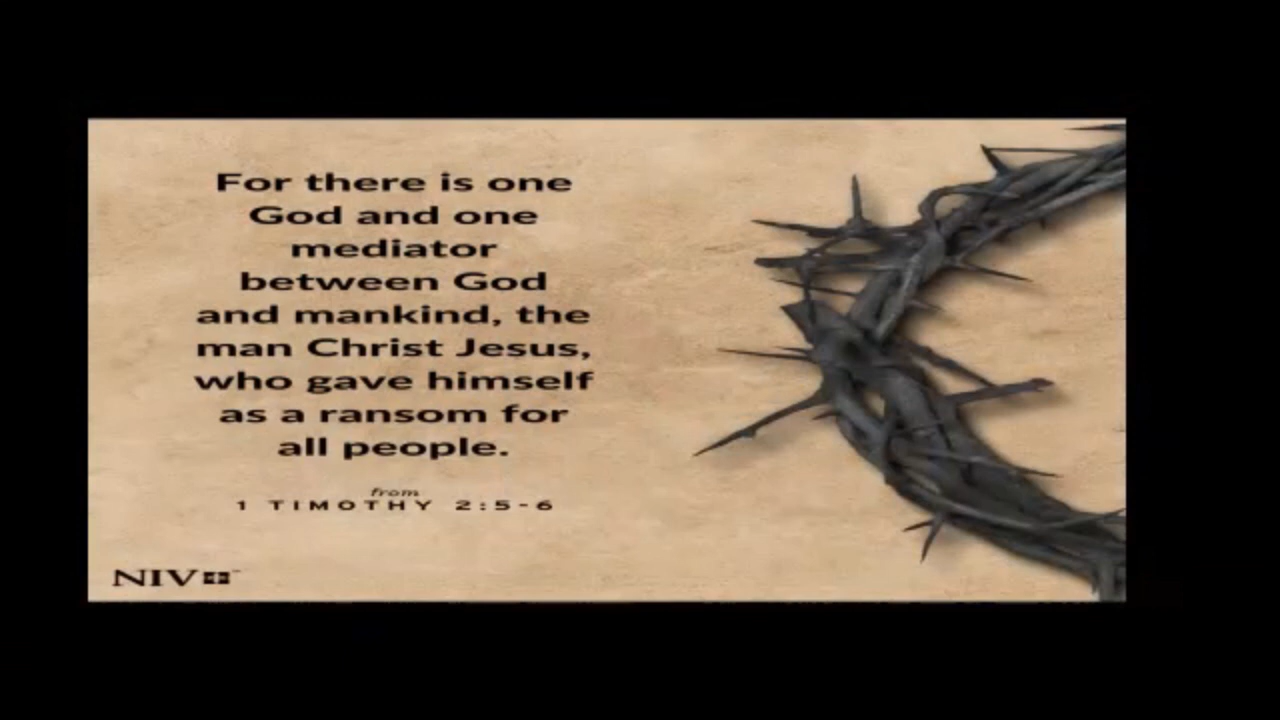 For there is one
God and one
mediator
between God
and mankind, the
man Christ Jesus,
who gave himself
as a ransom for
all people.
from
1 TIMOTHY 2:5-6
NIV